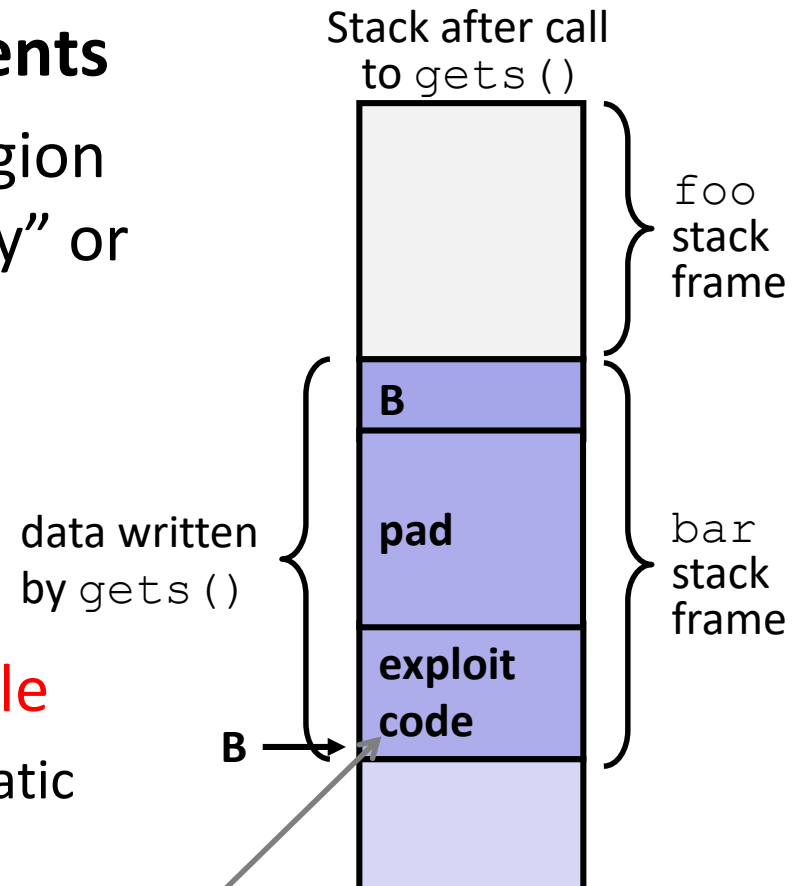 ents
gion
y” or
le
atic
Stack after call
to gets()
foo
stack
frame
B
pad
exploit
code
data written
by gets()
B
bar
stack
frame